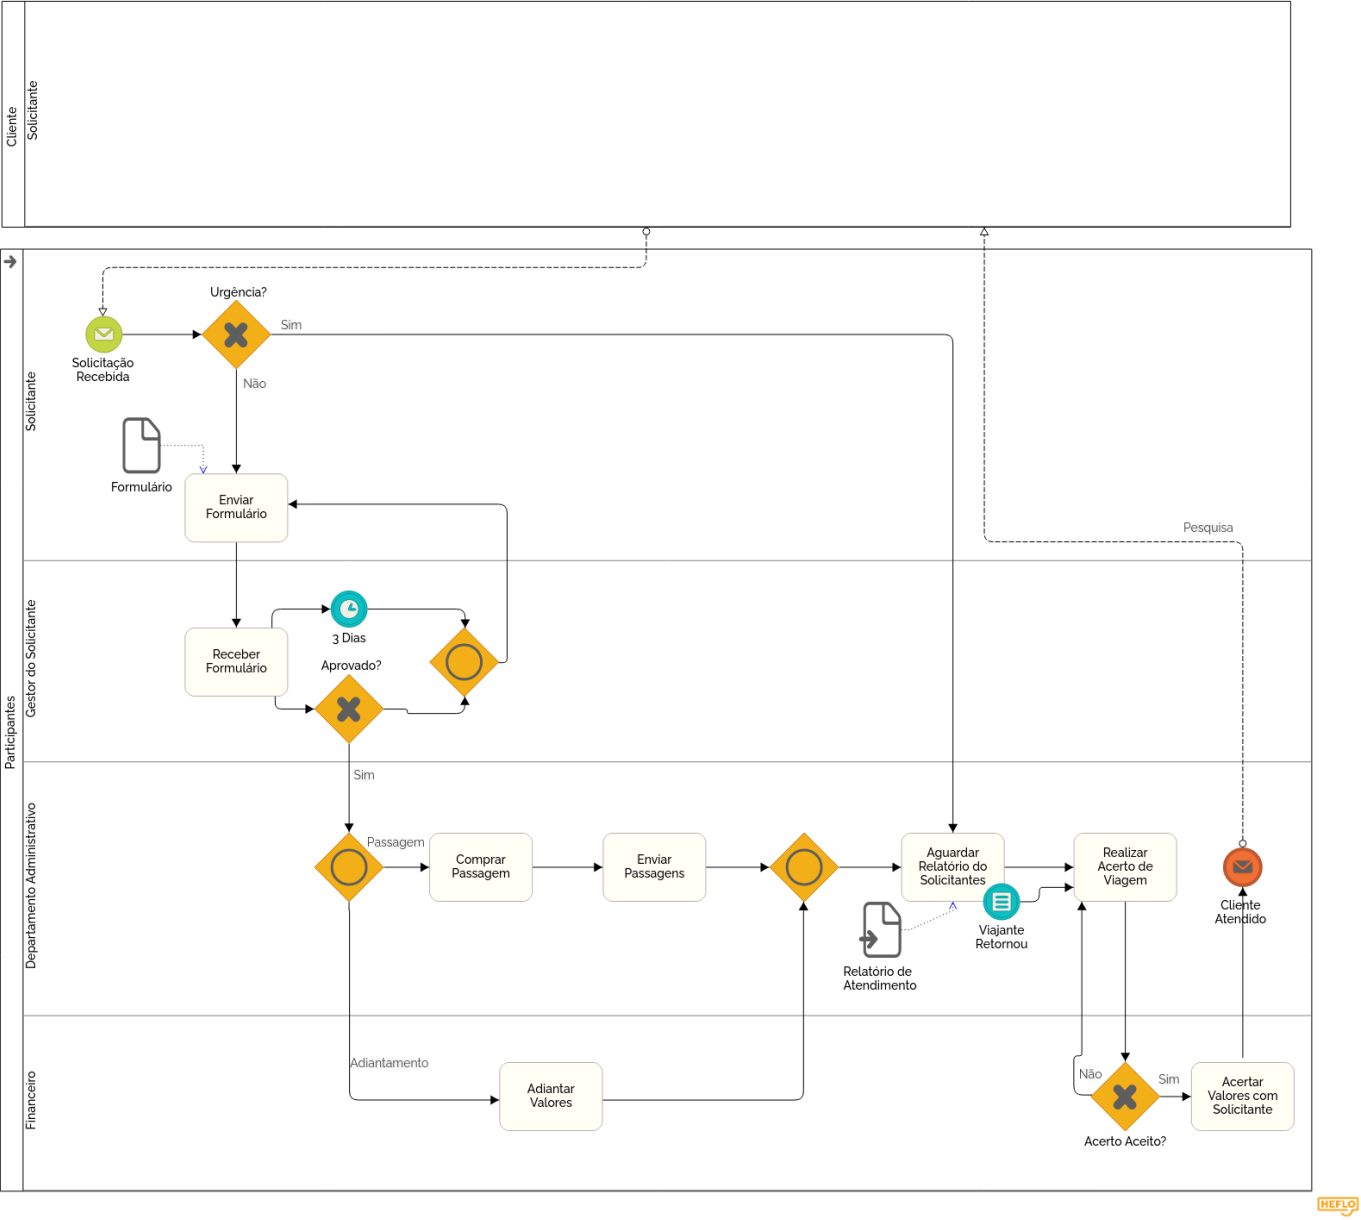 Cliente
Solicitante
Participantes
Solicitante
Urgência?
Sim
Solicitação
Recebida
Não
Formulário
Enviar
Formulário
Pesquisa
Gestor do Solicitante
3 Dias
Receber
Formulário
Aprovado?
Sim
Departamento Administrativo
Passagem
Comprar
Passagem
Enviar
Passagens
Aguardar
Relatório do
Solicitantes
Realizar
Acerto de
Viagem
Cliente
Atendido
Viajante
Retornou
Relatório de
Atendimento
Financeiro
Adiantamento
Adiantar
Valores
Não
Sim
Acertar
Valores com
Solicitante
Acerto Aceito?
HEFLO